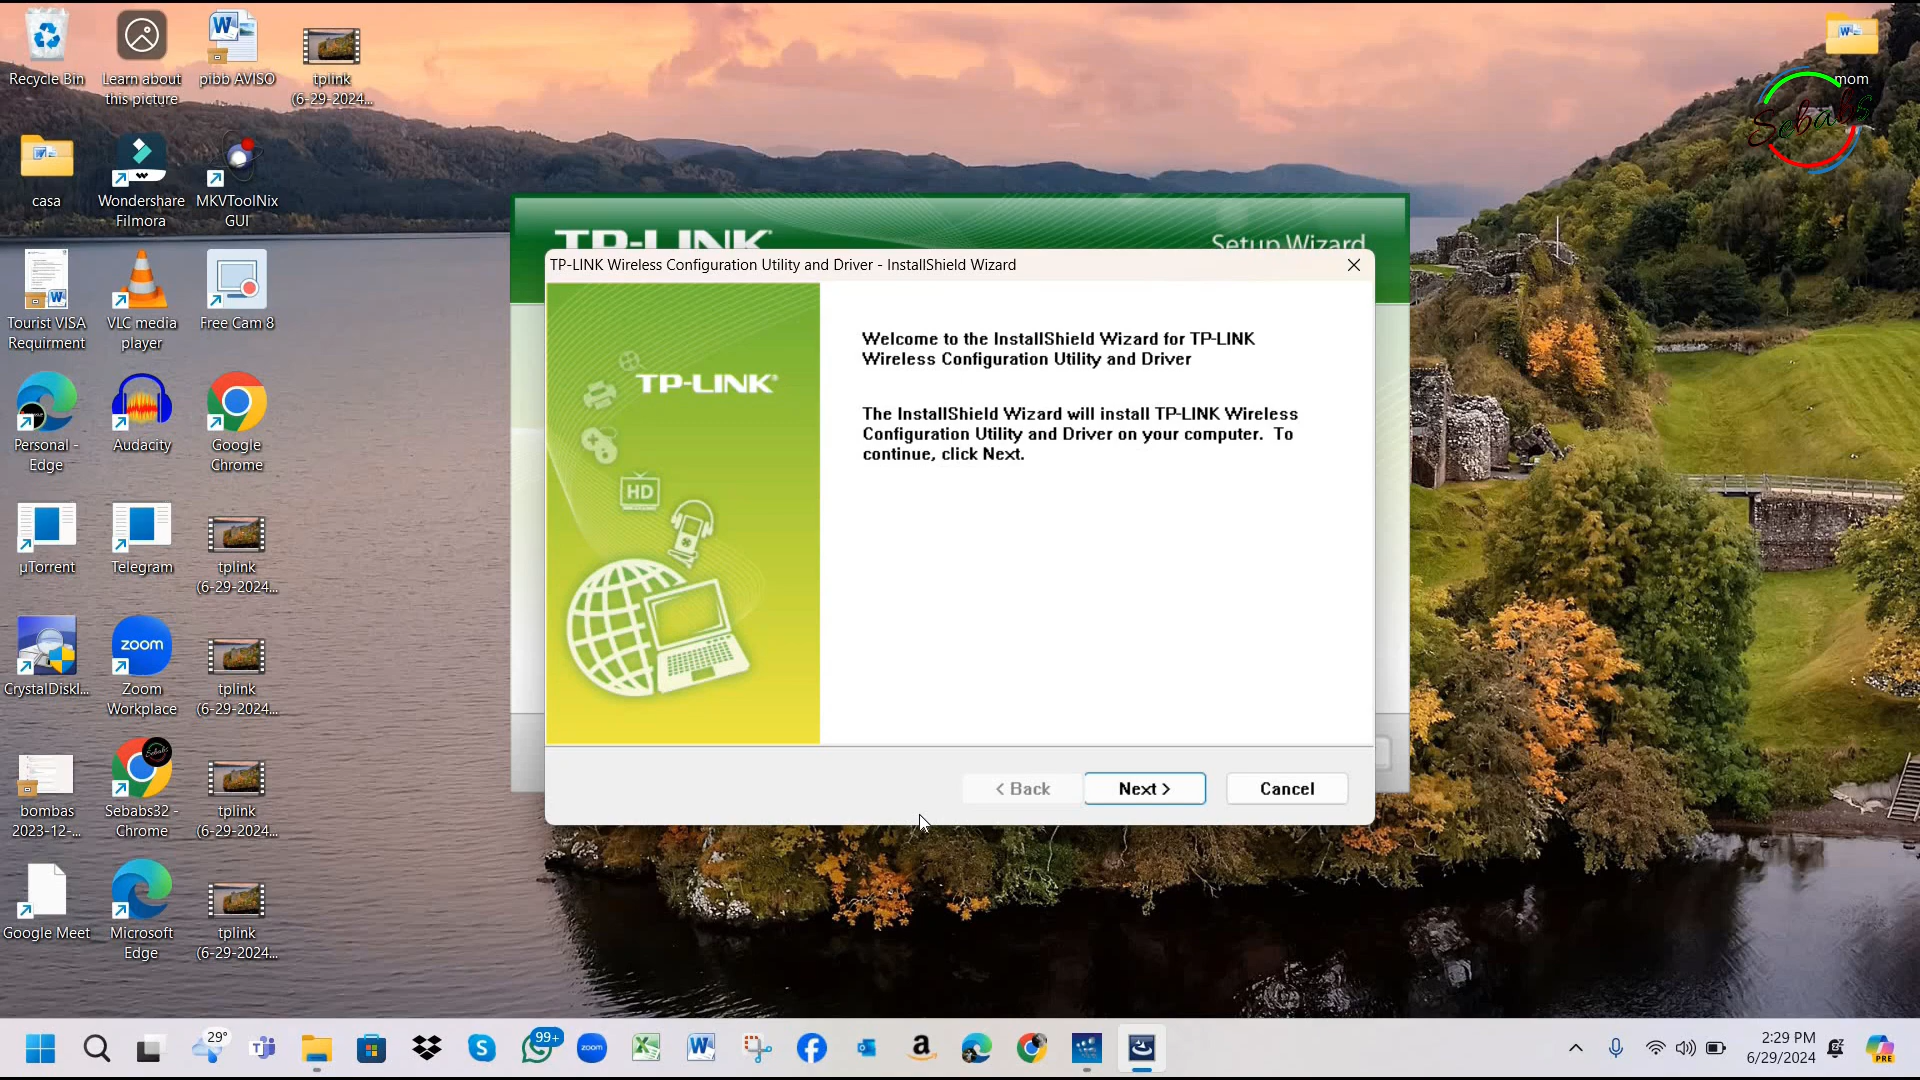 Recycle Bin
Learn about
this picture
pibb AVISO
tplink
(6-29-2024...
mom
Sebabs
casa
Wondershare
Filmora
MKVToolNix
GUI
Tourist VISA
Requirment
VLC media
player
Free Cam 8
Personal -
Edge
Audacity
Google
Chrome
µTorrent
Telegram
tplink
(6-29-2024...
CrystalDiskI...
zoom
Zoom
Workplace
tplink
(6-29-2024...
bombas
2023-12-...
Sebabs32 -
Chrome
tplink
(6-29-2024...
Google Meet
Microsoft
Edge
tplink
(6-29-2024...
TP-LINK®
Setup Wizard
TP-LINK Wireless Configuration Utility and Driver - InstallShield Wizard
TP-LINK®
HD
Welcome to the InstallShield Wizard for TP-LINK
Wireless Configuration Utility and Driver
The InstallShield Wizard will install TP-LINK Wireless
Configuration Utility and Driver on your computer. To
continue, click Next.
< Back
Next >
Cancel
29°
99+
zoom
2:29 PM
6/29/2024
PRE